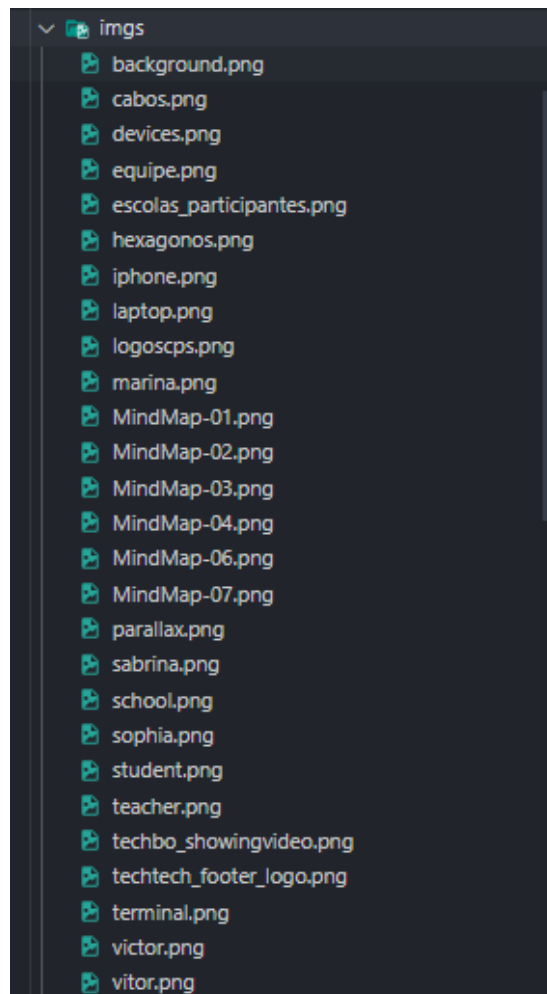 imgs
background.png
cabos.png
devices.png
equipe.png
escolas_participantes.png
hexagonos.png
iphone.png
laptop.png
logoscps.png
marina.png
MindMap-01.png
MindMap-02.png
MindMap-03.png
MindMap-04.png
MindMap-06.png
MindMap-07.png
parallax.png
sabrina.png
school.png
sophia.png
student.png
teacher.png
techbo_showingvideo.png
techtech_footer_logo.png
terminal.png
victor.png
vitor.png